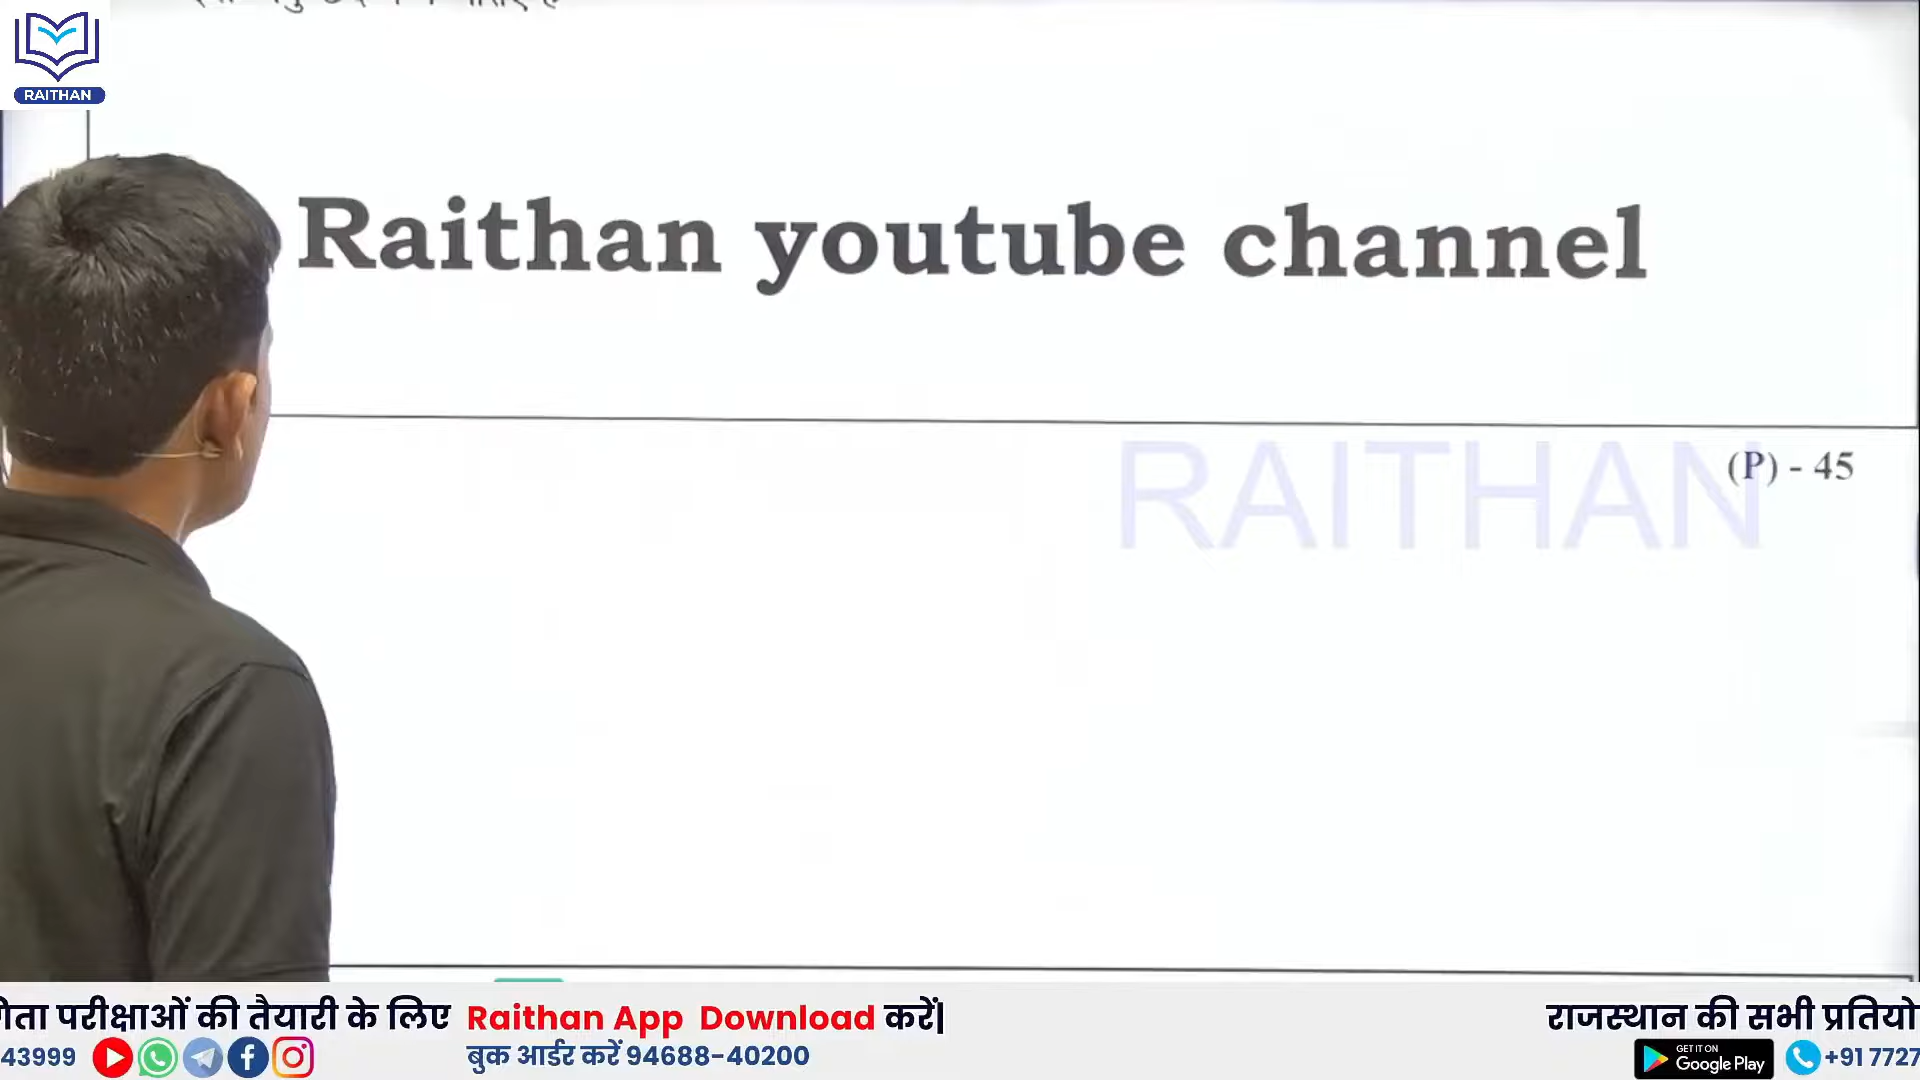 RAITHAN
Raithan youtube channel
RAITHAN
(P) - 45
परीक्षाओं की तैयारी के लिए Raithan App Download करें|
राजस्थान की सभी प्रतियो
43999
बुक आर्डर करें 94688-40200
GET IT ON
Google Play
+91 7727